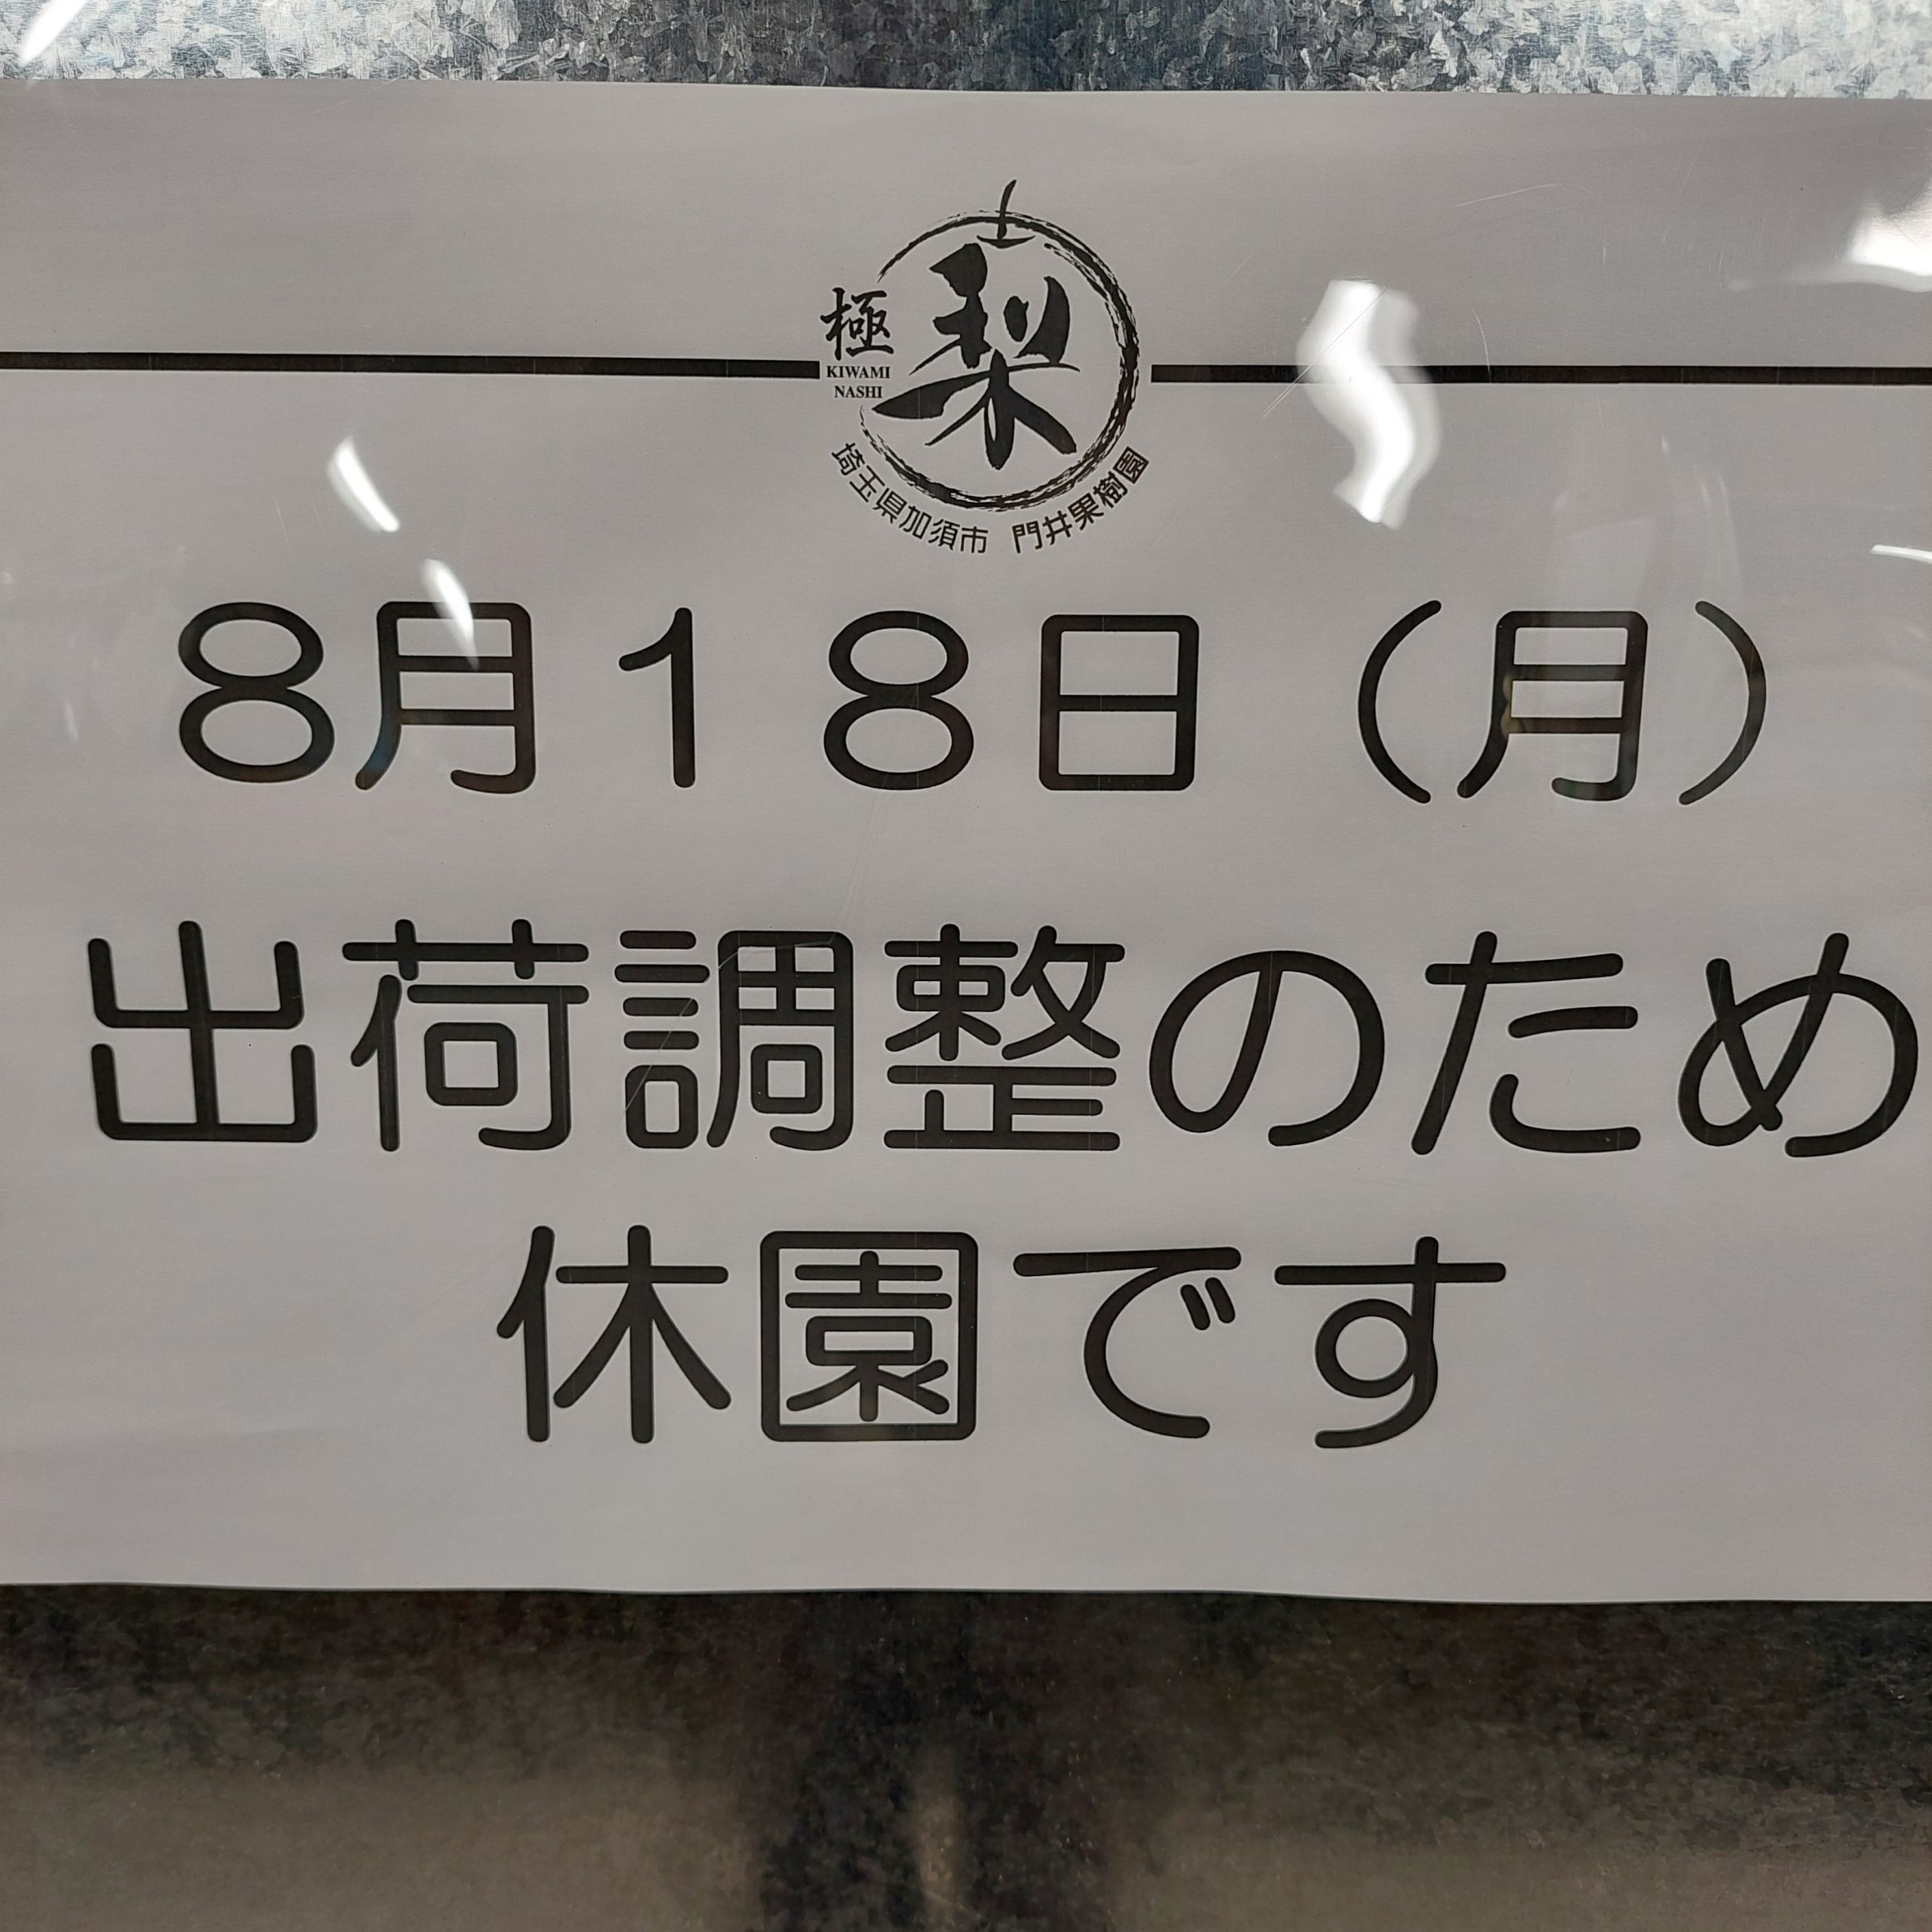 極梨
KIWAMI
NASHI
埼玉県加須市 門井果樹園
8月18日（月）
出荷調整のため
休園です